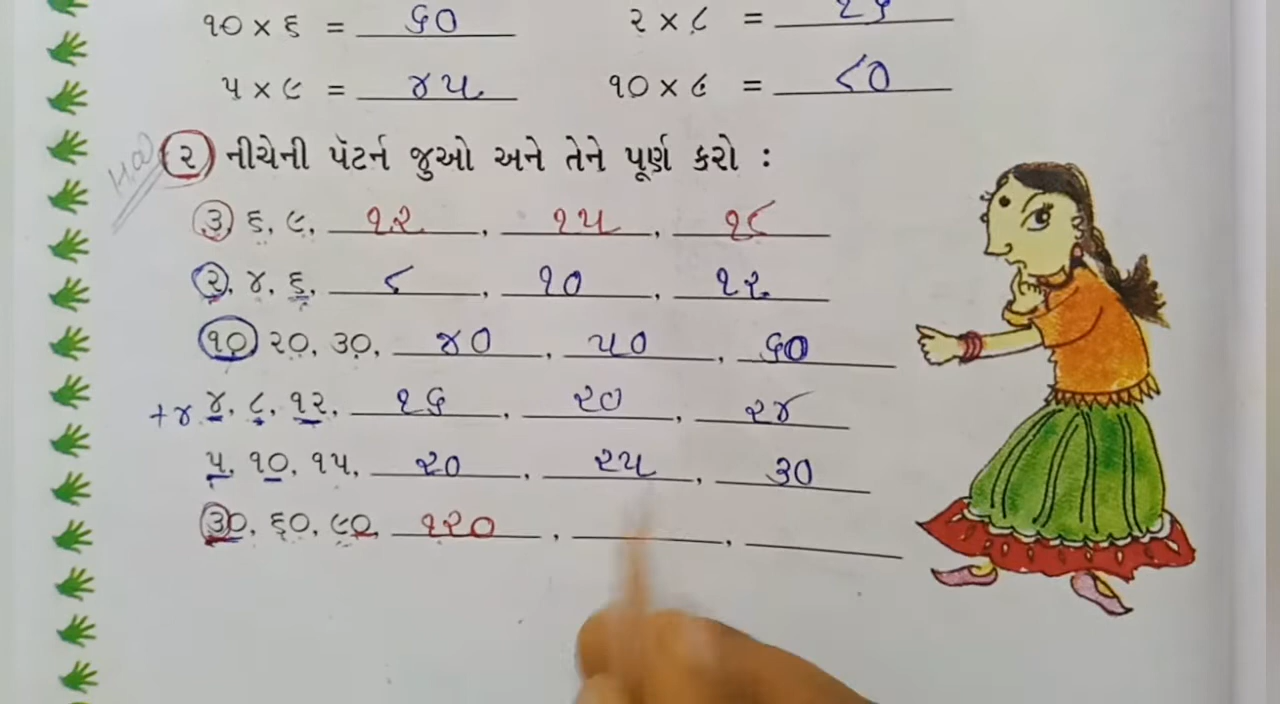 ૧૦ × ૬ = ૬૦ ૨ × ૮ = ૧૬
૫ × ૯ = ૪૫ ૧૦ × ૮ = ૮૦
૨ નીચેની પૅટર્ન જુઓ અને તેને પૂર્ણ કરો :
૩ ૬, ૯, ૧૨, ૧૫, ૧૮
૨, ૪, ૬, ૮, ૧૦, ૧૨
૧૦ ૨૦, ૩૦, ૪૦, ૫૦, ૬૦
+૪ ૪, ૮, ૧૨, ૧૬, ૨૦, ૨૪
૫, ૧૦, ૧૫, ૨૦, ૨૫, ૩૦
૩૦, ૬૦, ૯૦, ૧૨૦, ,